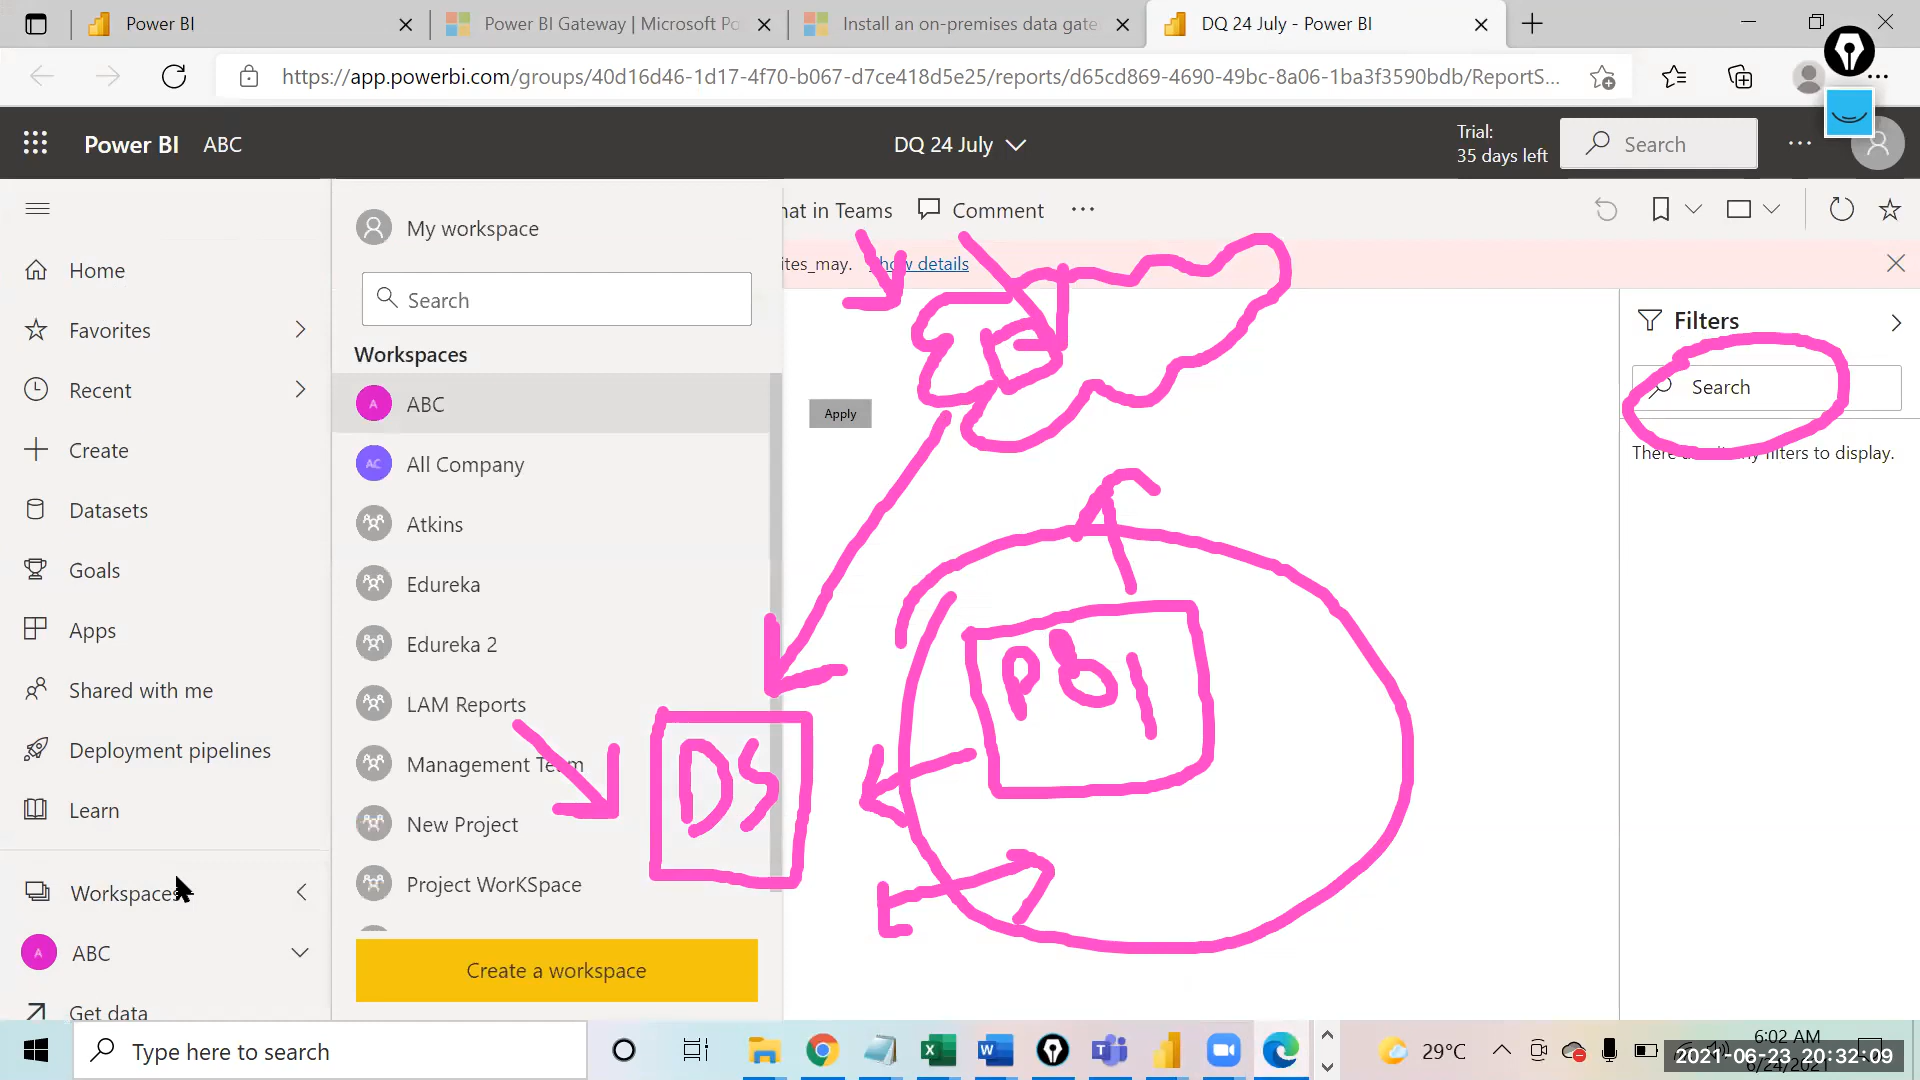 Power BI
Power BI Gateway | Microsoft Po
Install an on-premises data gate
DQ 24 July - Power BI
https://app.powerbi.com/groups/40d16d46-1d17-4f70-b067-d7ce418d5e25/reports/d65cd869-4690-49bc-8a06-1ba3f3590bdb/ReportS...
Power BI ABC
DQ 24 July
Trial:
35 days left
Search
My workspace
hat in Teams
Comment
Search
ites_may.
Show details
Home
Favorites
Recent
Create
Datasets
Goals
Apps
Shared with me
Deployment pipelines
Learn
Workspaces
ABC
Get data
Workspaces
A ABC
AC All Company
Atkins
Edureka
Edureka 2
LAM Reports
Management Team
New Project
Project WorKSpace
Create a workspace
Apply
DS
PbI
Filters
Search
filters to display.
Type here to search
29°C
6:02 AM
2021-06-23 20:32:09